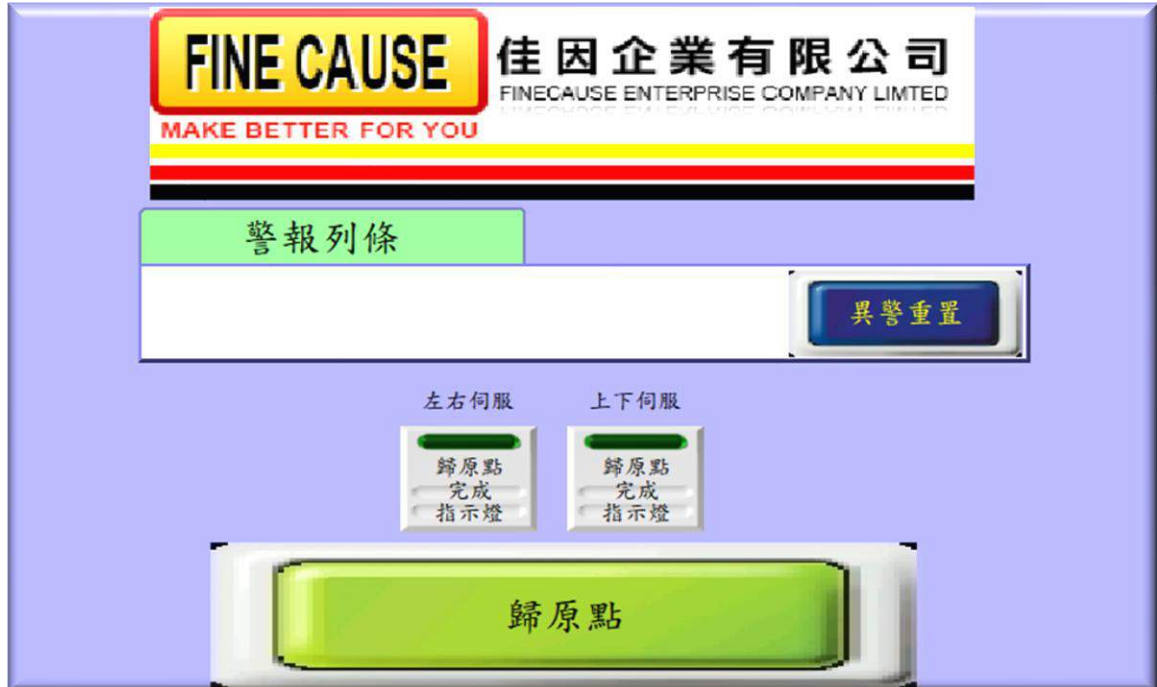 FINE CAUSE
佳因企業有限公司
FINECAUSE ENTERPRISE COMPANY LIMTED
MAKE BETTER FOR YOU
警報列條
異警重置
左右伺服
上下伺服
歸原點
完成
指示燈
歸原點
完成
指示燈
歸原點